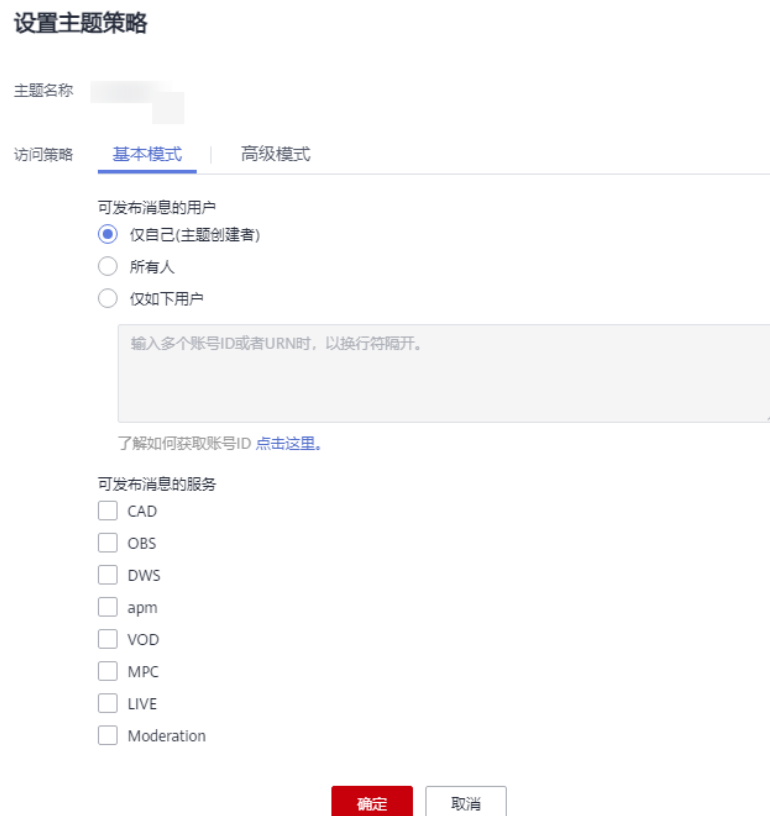 设置主题策略
主题名称
访问策略 基本模式 高级模式
可发布消息的用户
仅自己(主题创建者)
所有人
仅如下用户
输入多个账号ID或者URN时，以换行符隔开。
了解如何获取账号ID 点击这里。
可发布消息的服务
CAD
OBS
DWS
apm
VOD
MPC
LIVE
Moderation
确定 取消